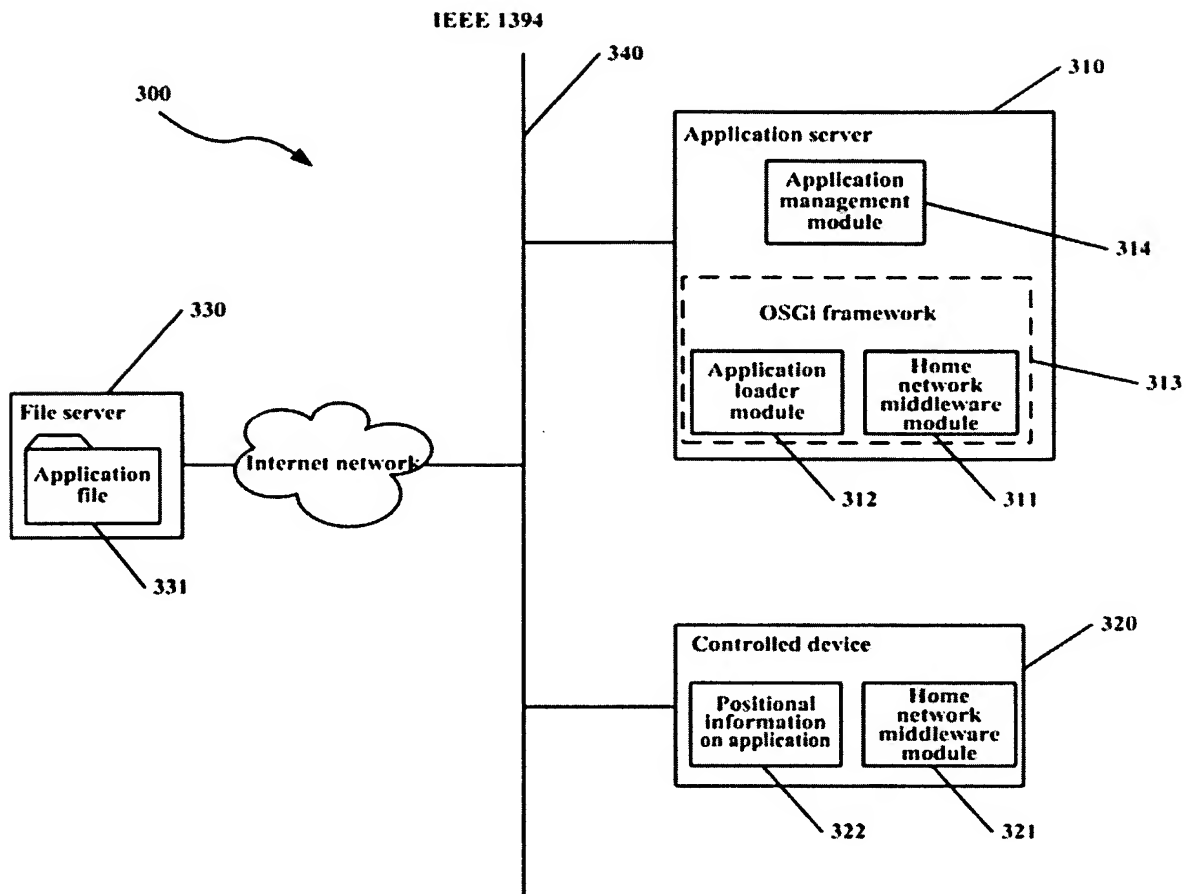 IEEE 1394
340
300
310
Application server
Application
management
module
314
OSGi framework
330
313
Application
loader
module
Home
network
middleware
module
File server
Application
file
Internet network
312
311
331
320
Controlled device
Positional
information
on application
Home
network
middleware
module
322
321